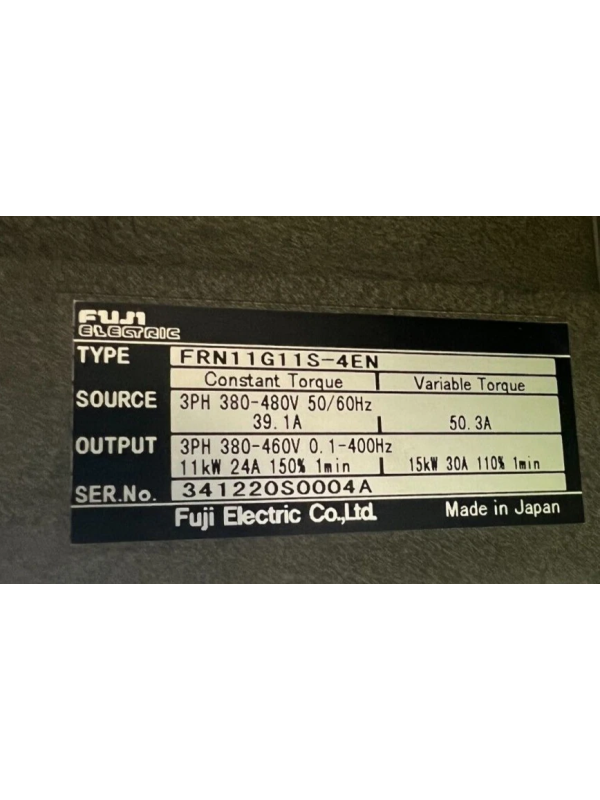 FUJI
ELECTRIC
TYPE FRN11G11S-4EN
Constant Torque Variable Torque
SOURCE 3PH 380-480V 50/60Hz
39.1A 50.3A
OUTPUT 3PH 380-460V 0.1-400Hz
11kW 24A 150% 1min 15kW 30A 110% 1min
SER.No. 341220S0004A
Fuji Electric Co.,Ltd. Made in Japan